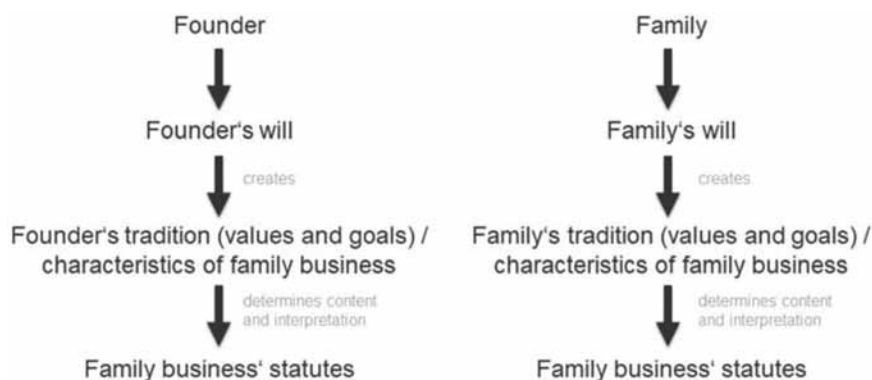 Founder
Founder‘s will
creates
Founder‘s tradition (values and goals) /
characteristics of family business
determines content
and interpretation
Family business‘ statutes
Family
Family‘s will
creates
Family‘s tradition (values and goals) /
characteristics of family business
determines content
and interpretation
Family business‘ statutes